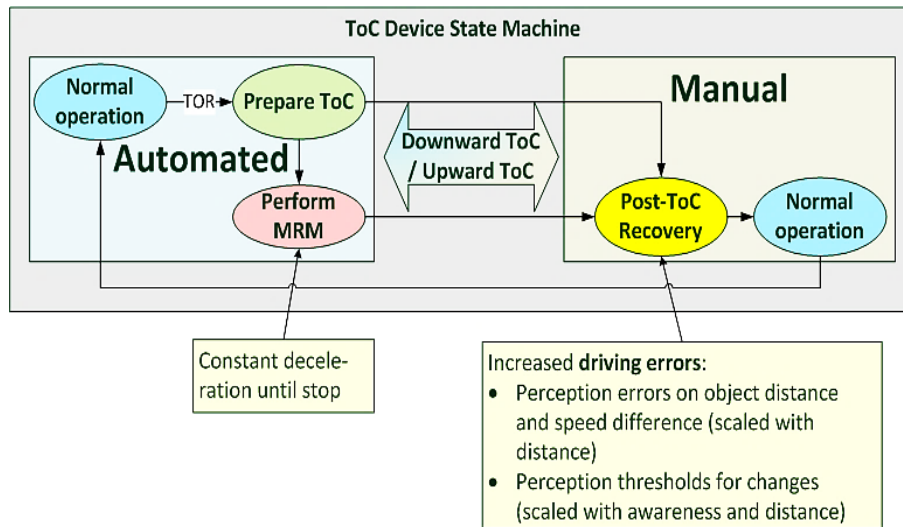 ToC Device State Machine
Normal
operation
TOR
Prepare ToC
Automated
Perform
MRM
Downward ToC
/ Upward ToC
Manual
Post-ToC
Recovery
Normal
operation
Constant decele-
ration until stop
Increased driving errors:
• Perception errors on object distance
and speed difference (scaled with
distance)
• Perception thresholds for changes
(scaled with awareness and distance)